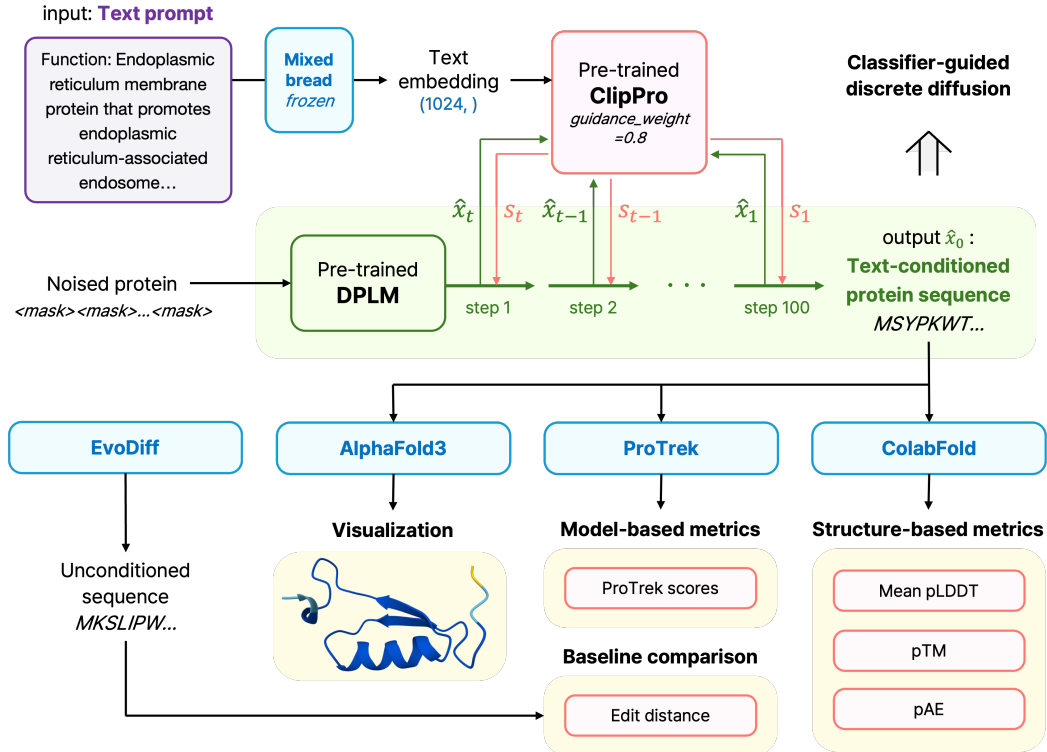 input: Text prompt
Function: Endoplasmic
reticulum membrane
protein that promotes
endoplasmic
reticulum-associated
endosome…
Mixed
bread
frozen
Text
embedding
(1024, )
Pre-trained
ClipPro
guidance_weight
=0.8
Classifier-guided
discrete diffusion
x̂ₜ
sₜ
x̂ₜ₋₁
sₜ₋₁
x̂₁
s₁
Noised protein
<mask><mask>...<mask>
Pre-trained
DPLM
step 1
step 2
· · ·
step 100
output x̂₀ :
Text-conditioned
protein sequence
MSYPKWT...
EvoDiff
AlphaFold3
ProTrek
ColabFold
Unconditioned
sequence
MKSLIPW...
Visualization
Model-based metrics
ProTrek scores
Baseline comparison
Edit distance
Structure-based metrics
Mean pLDDT
pTM
pAE